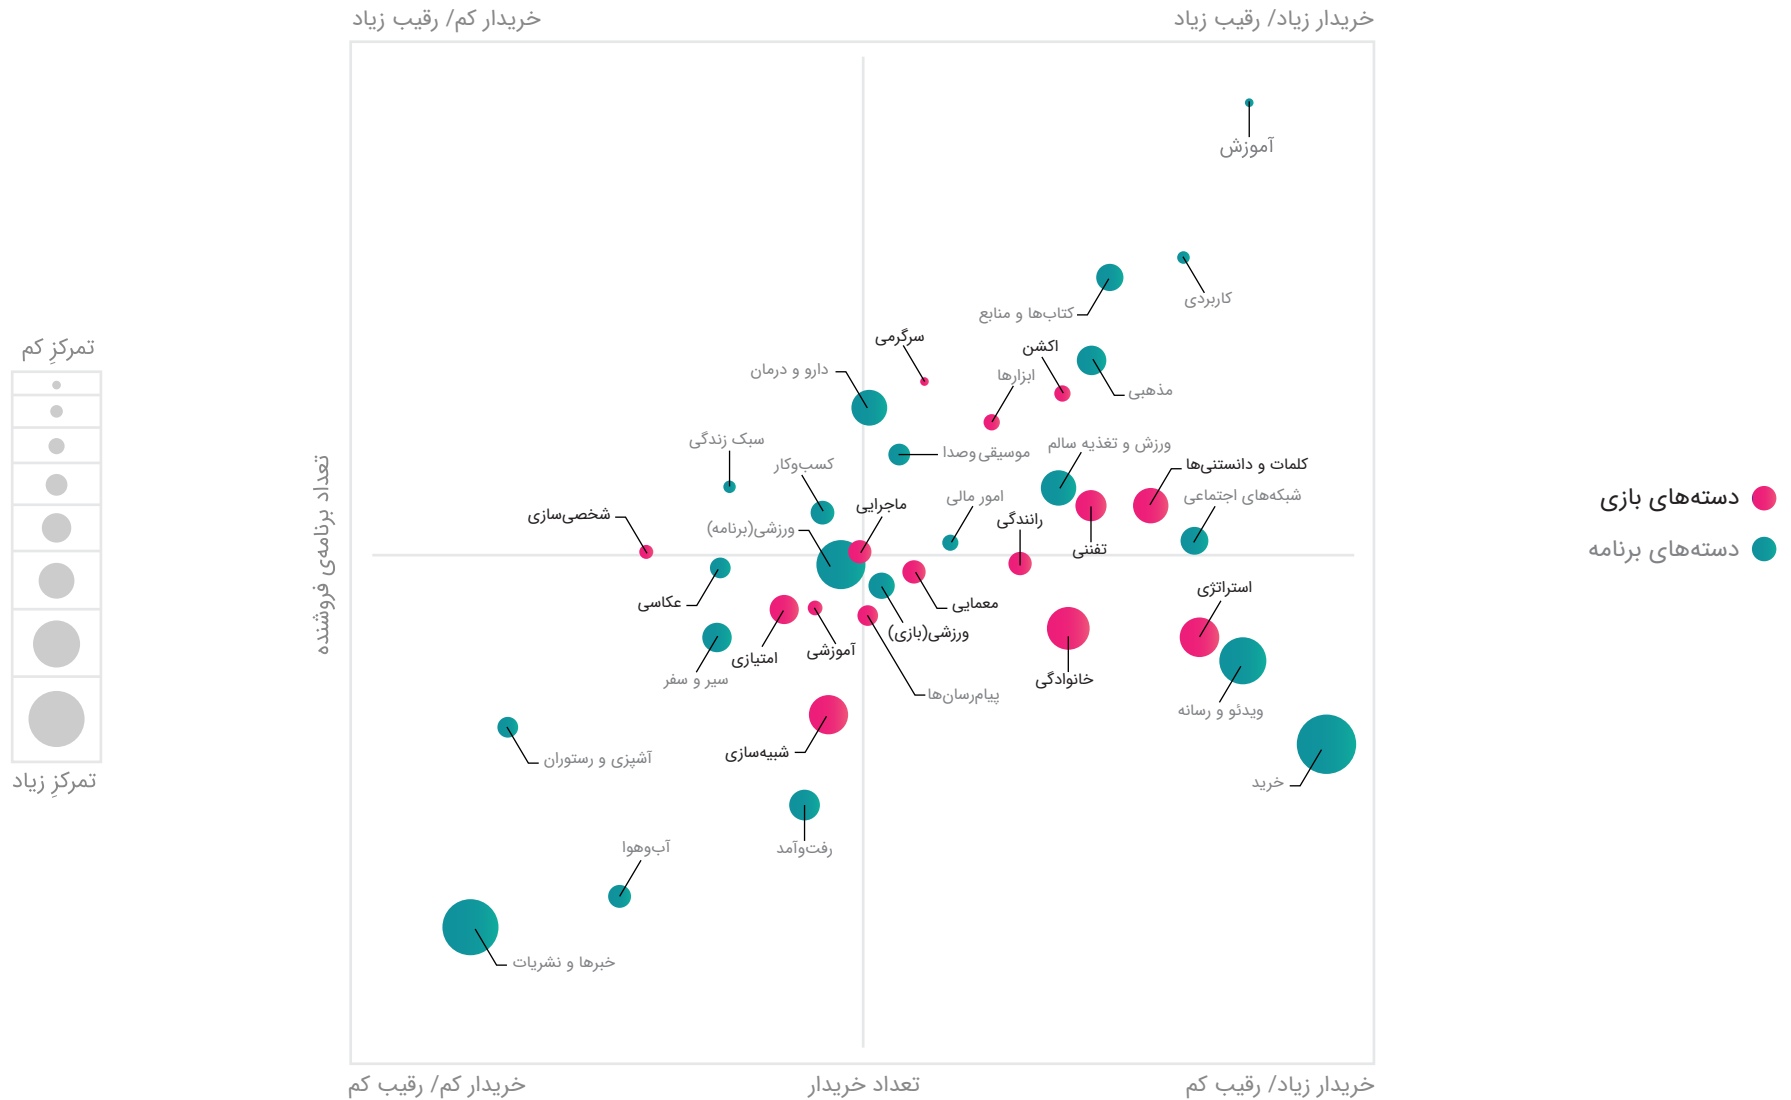 خریدار کم/ رقیب زیاد
خریدار زیاد/ رقیب زیاد
آموزش
کاربردی
کتاب‌ها و منابع
سرگرمی
اکشن
تمرکزِ کم
دارو و درمان
ابزارها
مذهبی
سبک زندگی
موسیقی‌وصدا
ورزش و تغذیه سالم
کسب‌وکار
کلمات و دانستنی‌ها
شبکه‌های اجتماعی
امور مالی
ماجرایی
دسته‌های بازی
شخصی‌سازی
رانندگی
ورزشی(برنامه)
تفننی
دسته‌های برنامه
تعداد برنامه‌ی فروشنده
استراتژی
عکاسی
معمایی
ورزشی(بازی)
آموزشی
امتیازی
سیر و سفر
خانوادگی
پیام‌رسان‌ها
ویدئو و رسانه
شبیه‌سازی
آشپزی و رستوران
تمرکزِ زیاد
خرید
آب‌وهوا
رفت‌وآمد
خبرها و نشریات
خریدار کم/ رقیب کم
تعداد خریدار
خریدار زیاد/ رقیب کم